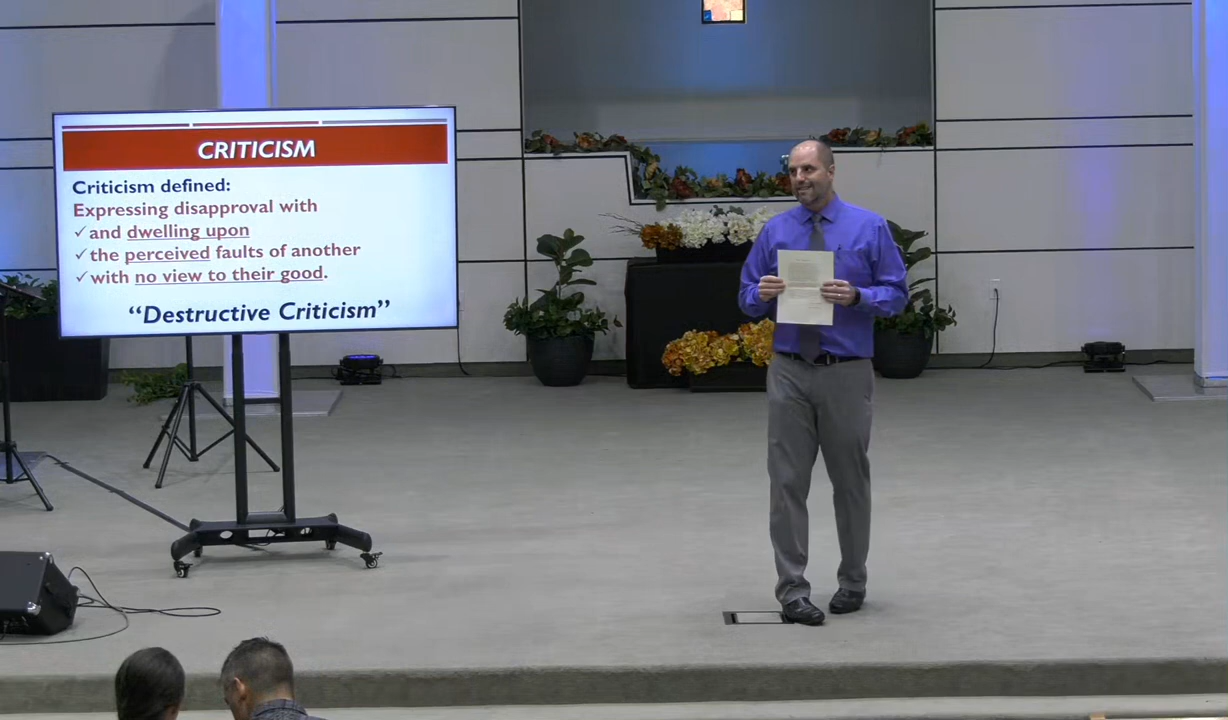 CRITICISM
Criticism defined:
Expressing disapproval with
✓and dwelling upon
✓the perceived faults of another
✓with no view to their good.
“Destructive Criticism”